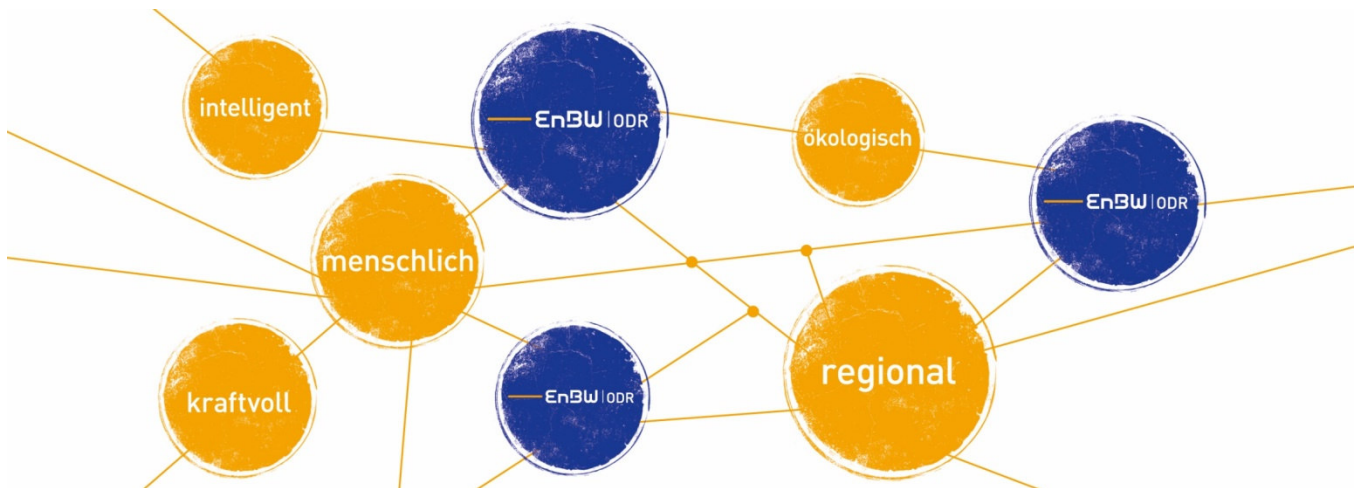 intelligent
EnBW | ODR
ökologisch
EnBW | ODR
menschlich
regional
kraftvoll
EnBW | ODR